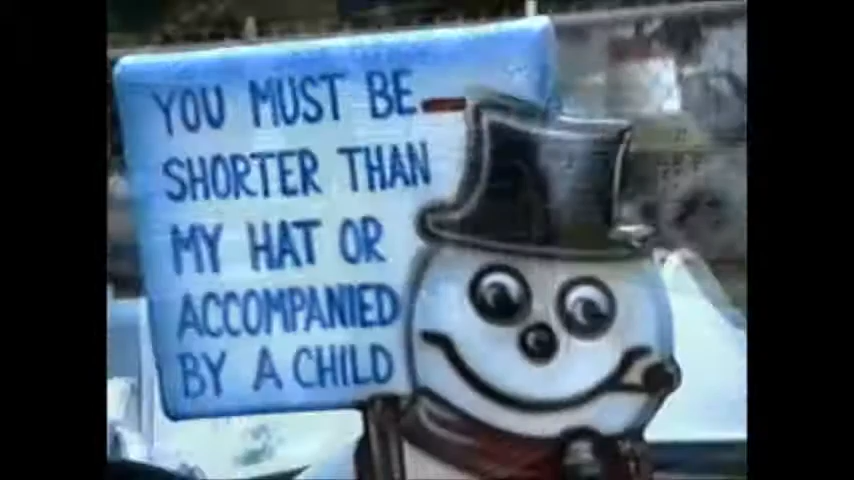 YOU MUST BE
SHORTER THAN
MY HAT OR
ACCOMPANIED
BY A CHILD